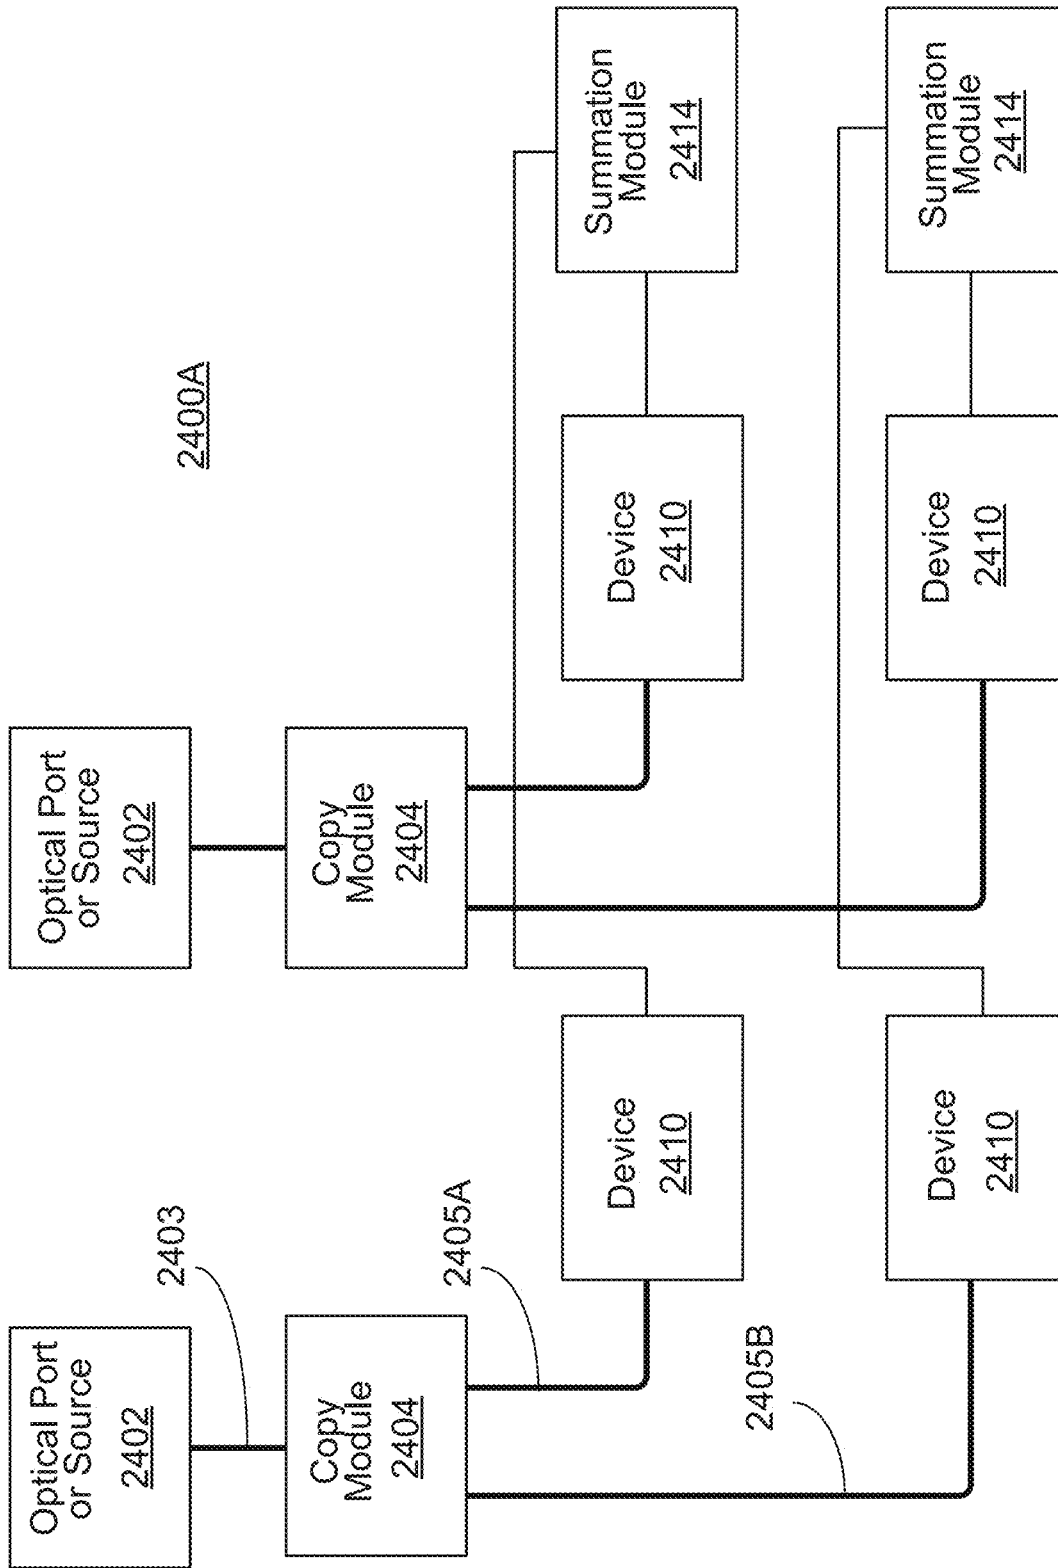 2400A
Optical Port
or Source
2402
Optical Port
or Source
2402
2403
Copy
Module
2404
Copy
Module
2404
2405A
Device
2410
Device
2410
Summation
Module
2414
2405B
Device
2410
Device
2410
Summation
Module
2414